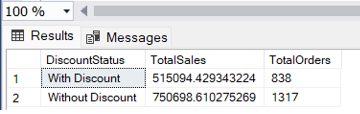 100 %
Results Messages
DiscountStatus TotalSales TotalOrders
1 With Discount 515094.429343224 838
2 Without Discount 750698.610275269 1317